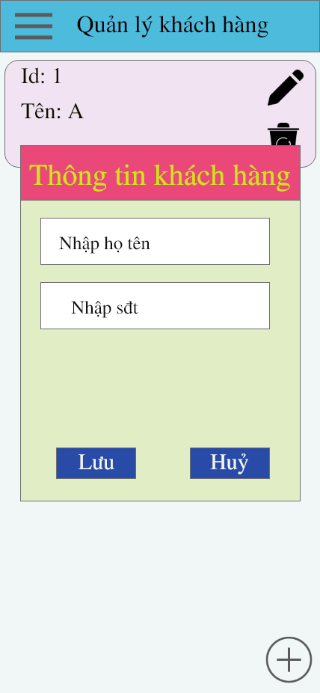 Quản lý khách hàng
Id: 1
Tên: A
Thông tin khách hàng
Nhập họ tên
Nhập sđt
Lưu
Huỷ